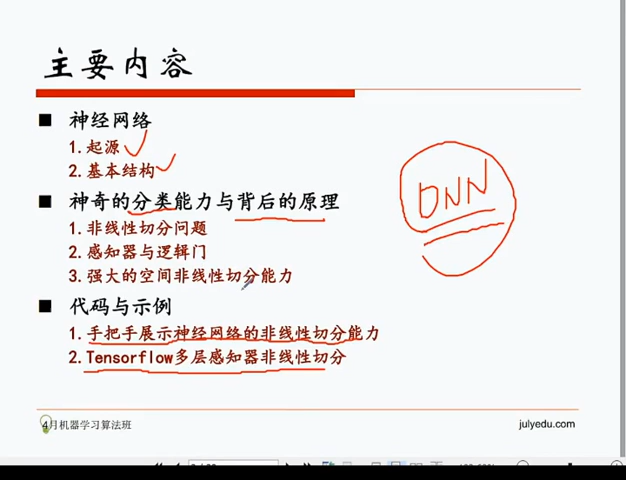 主要内容
■ 神经网络
1.起源
2.基本结构
■ 神奇的分类能力与背后的原理
1.非线性切分问题
2.感知器与逻辑门
3.强大的空间非线性切分能力
DNN
■ 代码与示例
1.手把手展示神经网络的非线性切分能力
2.Tensorflow多层感知器非线性切分
4月机器学习算法班
julyedu.com